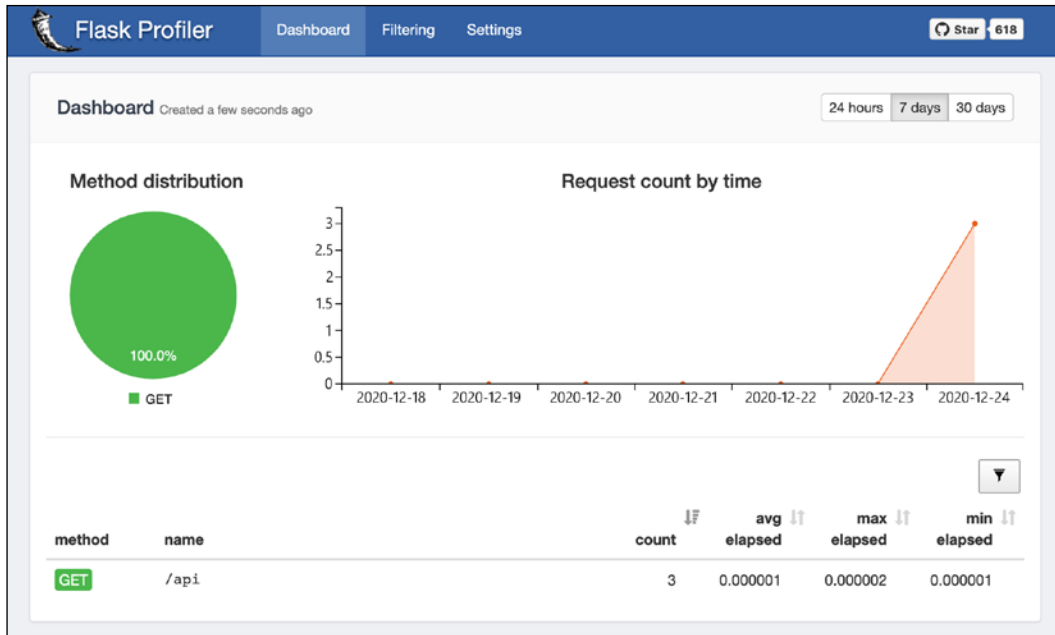 Flask Profiler Dashboard Filtering Settings Star 618
Dashboard Created a few seconds ago 24 hours 7 days 30 days
Method distribution Request count by time
3
2.5
2
1.5
1
0.5
0
100.0%
GET
2020-12-18 2020-12-19 2020-12-20 2020-12-21 2020-12-22 2020-12-23 2020-12-24
method name count avg elapsed max elapsed min elapsed
GET /api 3 0.000001 0.000002 0.000001